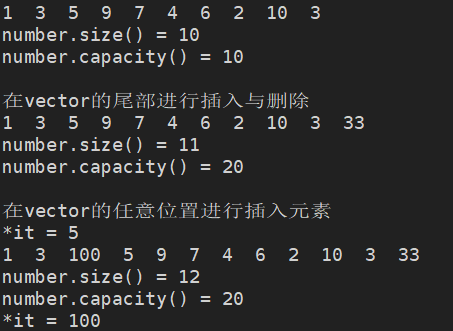 1  3  5  9  7  4  6  2  10  3
number.size() = 10
number.capacity() = 10
在vector的尾部进行插入与删除
1  3  5  9  7  4  6  2  10  3  33
number.size() = 11
number.capacity() = 20
在vector的任意位置进行插入元素
*it = 5
1  3  100  5  9  7  4  6  2  10  3  33
number.size() = 12
number.capacity() = 20
*it = 100